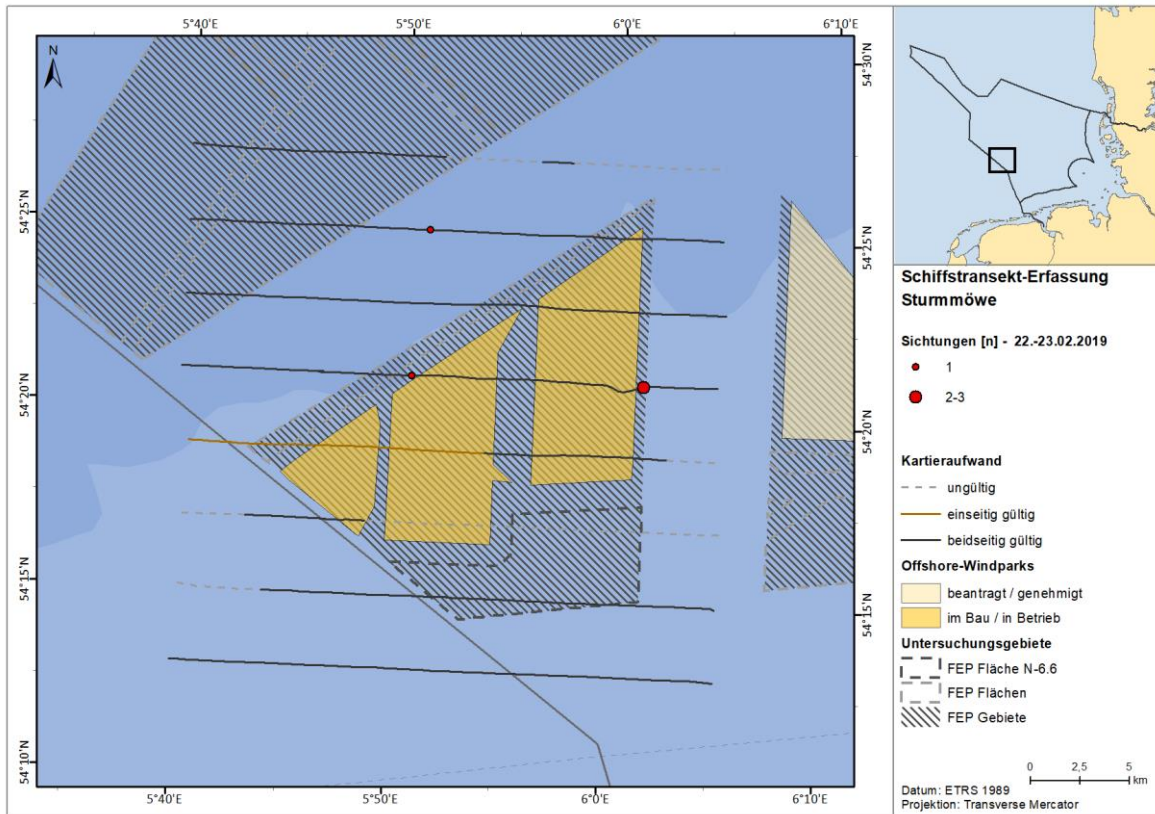 5°40'E 5°50'E 6°0'E 6°10'E
N
54°30'N
54°25'N
54°25'N
54°20'N
54°20'N
54°15'N
54°15'N
54°10'N
5°40'E 5°50'E 6°0'E 6°10'E
Schiffstransekt-Erfassung
Sturmmöwe
Sichtungen [n] - 22.-23.02.2019
1
2-3
Kartieraufwand
ungültig
einseitig gültig
beidseitig gültig
Offshore-Windparks
beantragt / genehmigt
im Bau / in Betrieb
Untersuchungsgebiete
FEP Fläche N-6.6
FEP Flächen
FEP Gebiete
0 2,5 5
km
Datum: ETRS 1989
Projektion: Transverse Mercator